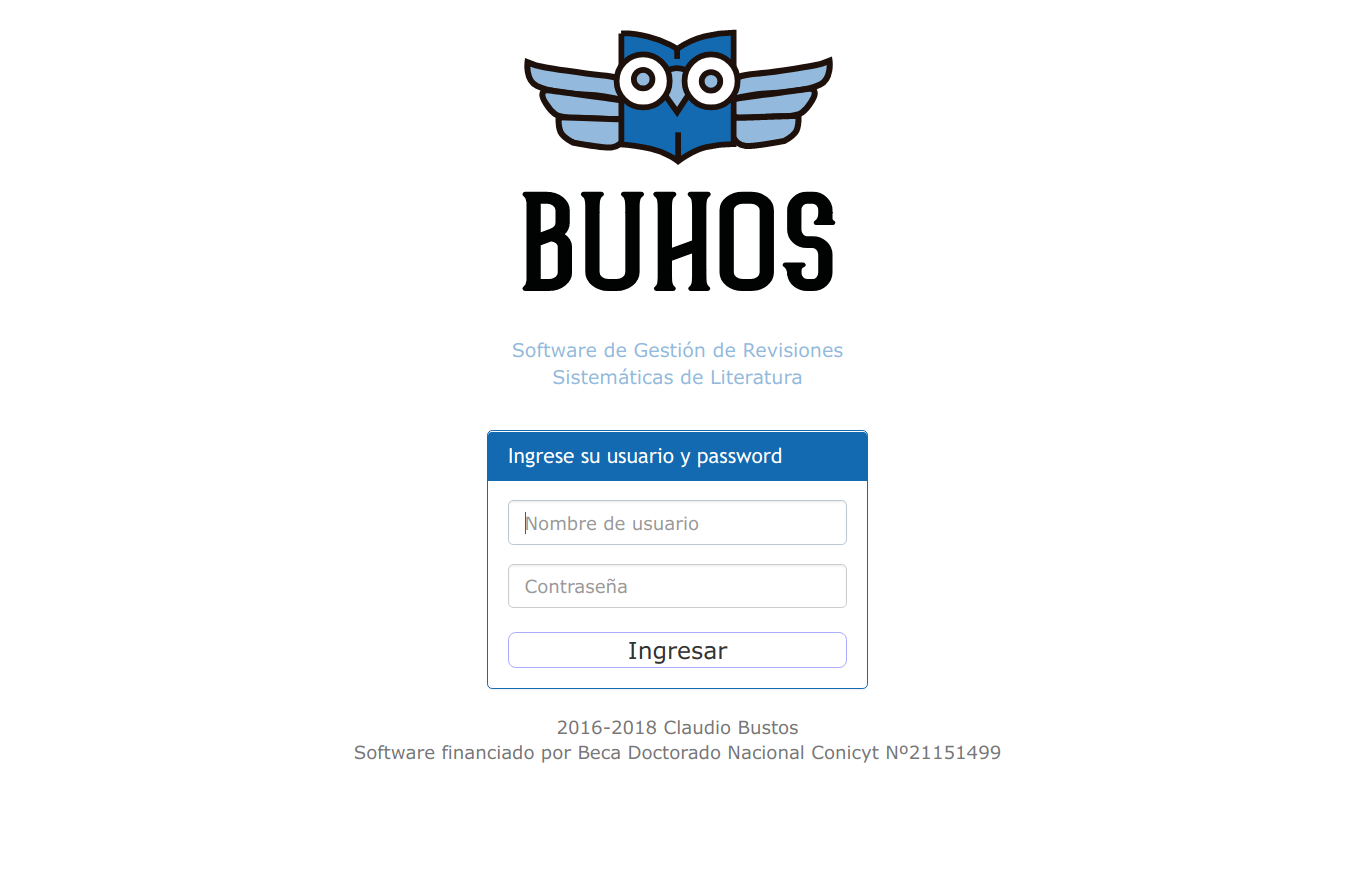 BUHOS
Software de Gestión de Revisiones
Sistemáticas de Literatura
Ingrese su usuario y password
Nombre de usuario
Contraseña
Ingresar
2016-2018 Claudio Bustos
Software financiado por Beca Doctorado Nacional Conicyt Nº21151499